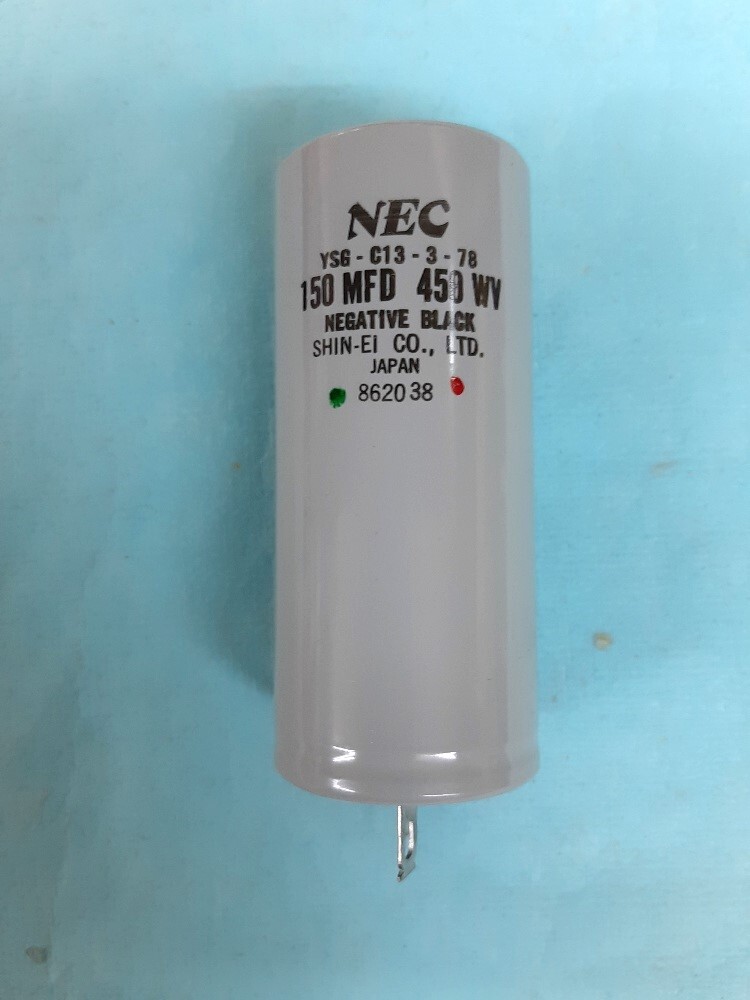 NEC
YSG - C13 - 3 - 78
150 MFD 450 WV
NEGATIVE BLACK
SHIN-EI CO., LTD.
JAPAN
862038